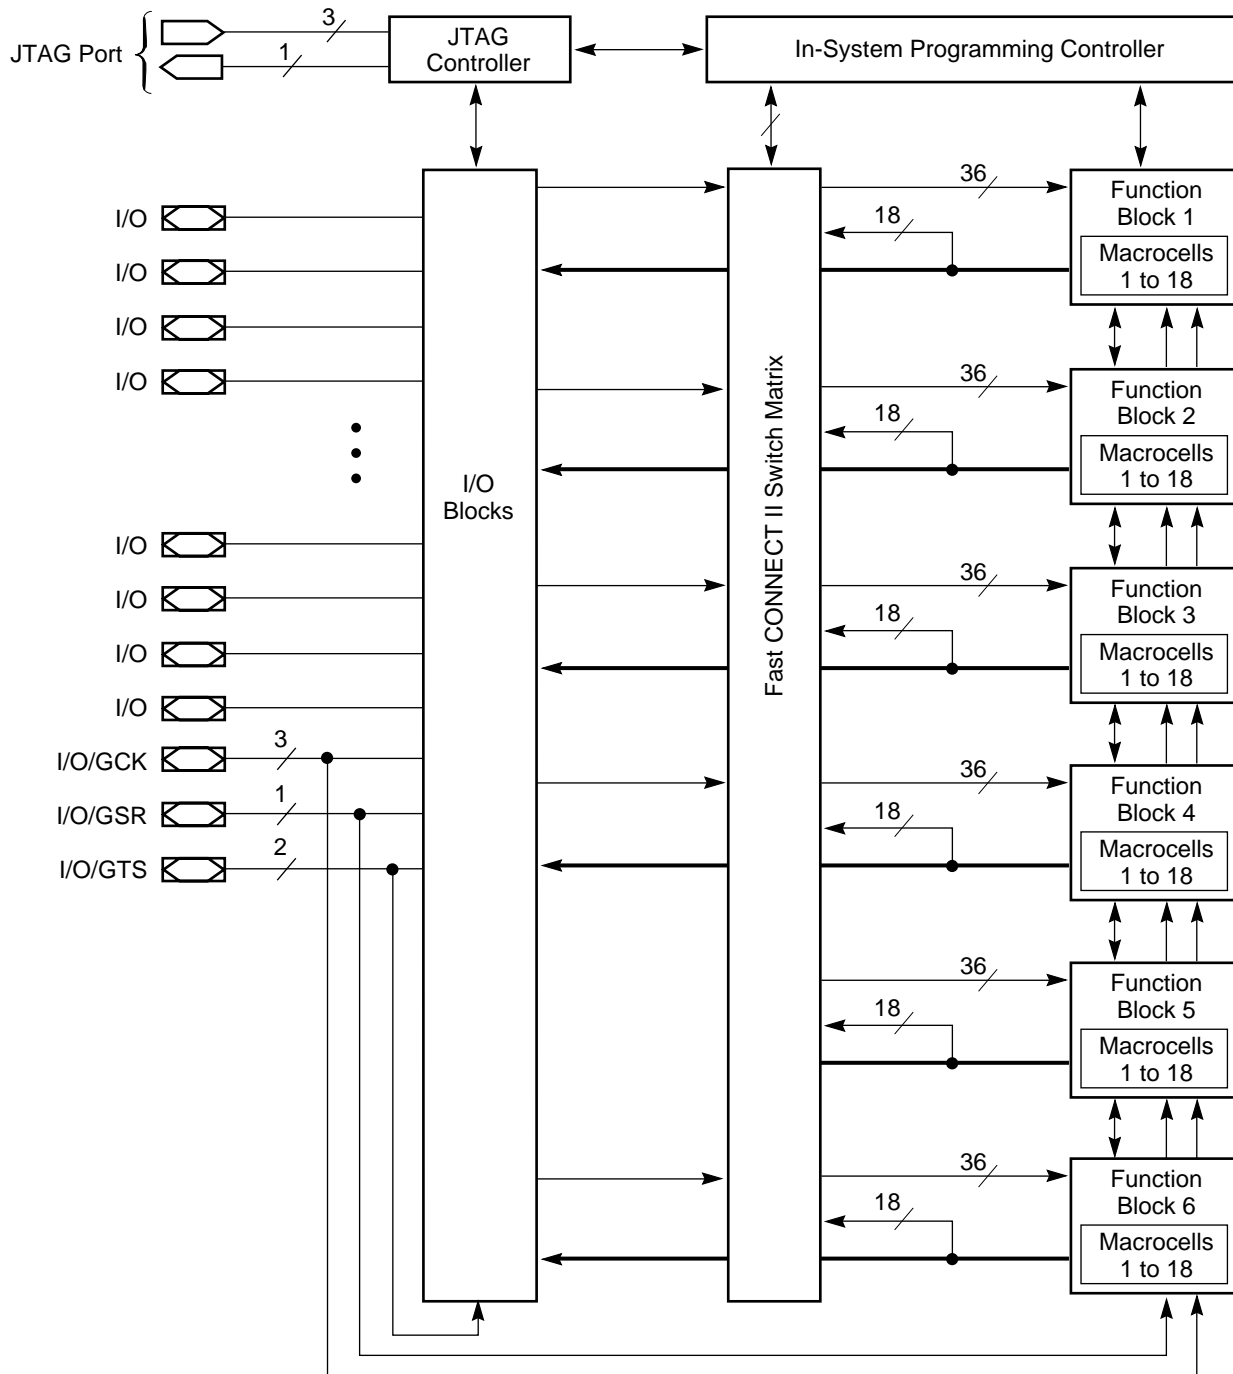 JTAG Port
3
1
JTAG
Controller
In-System Programming Controller
I/O
I/O
I/O
I/O
I/O
I/O
I/O
I/O
I/O/GCK
3
I/O/GSR
1
I/O/GTS
2
I/O
Blocks
Fast CONNECT II Switch Matrix
36
18
Function
Block 1
Macrocells
1 to 18
36
18
Function
Block 2
Macrocells
1 to 18
36
18
Function
Block 3
Macrocells
1 to 18
36
18
Function
Block 4
Macrocells
1 to 18
36
18
Function
Block 5
Macrocells
1 to 18
36
18
Function
Block 6
Macrocells
1 to 18